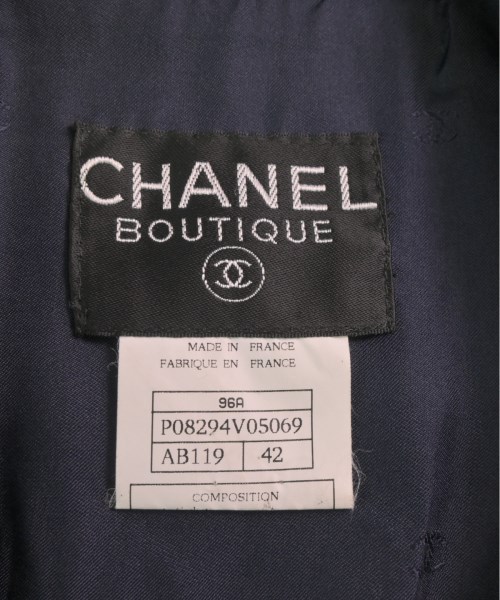 CHANEL
BOUTIQUE
MADE IN FRANCE
FABRIQUE EN FRANCE
96A
P08294V05069
AB119 42
COMPOSITION